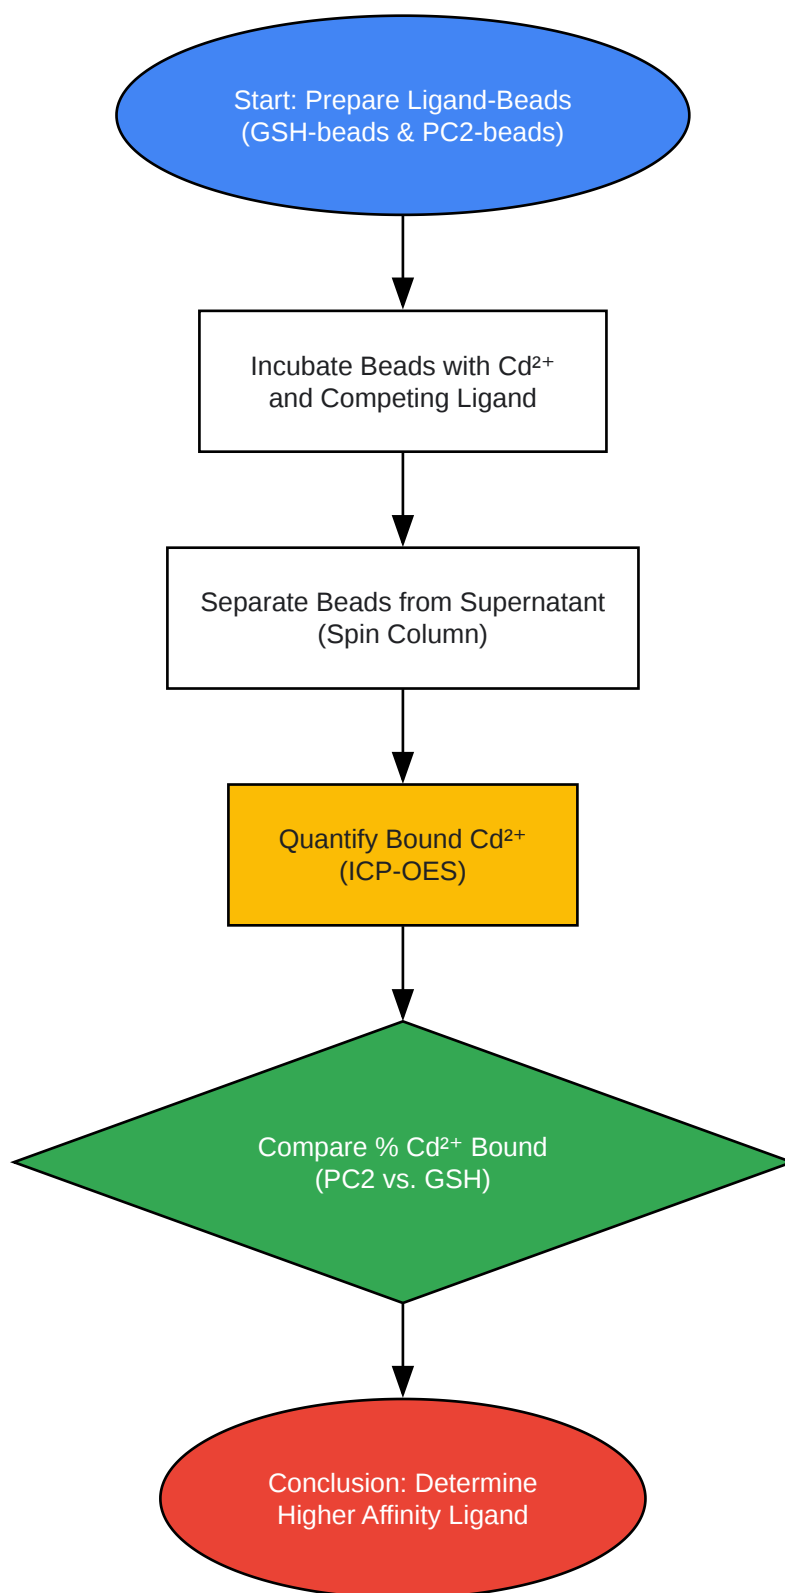 Start: Prepare Ligand-Beads
(GSH-beads & PC2-beads)
Incubate Beads with Cd²⁺
and Competing Ligand
Separate Beads from Supernatant
(Spin Column)
Quantify Bound Cd²⁺
(ICP-OES)
Compare % Cd²⁺ Bound
(PC2 vs. GSH)
Conclusion: Determine
Higher Affinity Ligand